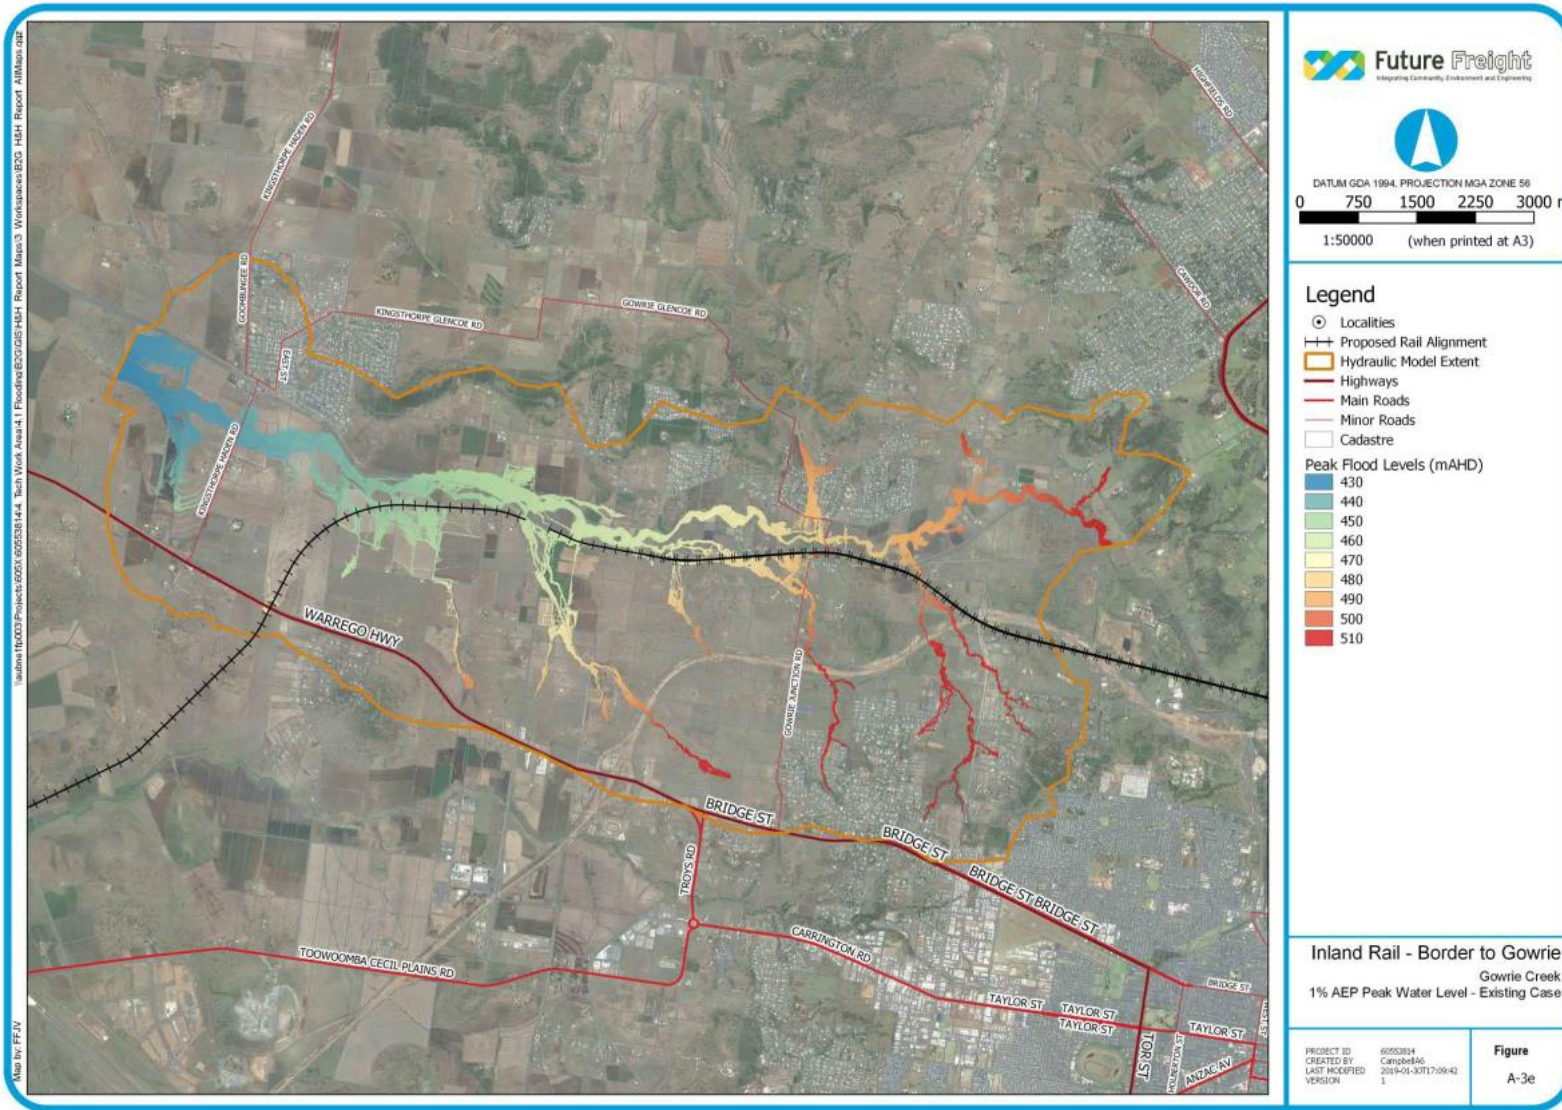 Future Freight
Integrating Community, Environment and Engineering
DATUM GDA 1994. PROJECTION MGA ZONE 56
0 750 1500 2250 3000 m
1:50000 (when printed at A3)
Legend
Localities
Proposed Rail Alignment
Hydraulic Model Extent
Highways
Main Roads
Minor Roads
Cadastre
Peak Flood Levels (mAHD)
430
440
450
460
470
480
490
500
510
Inland Rail - Border to Gowrie
Gowrie Creek
1% AEP Peak Water Level - Existing Case
PROJECT ID 60553814
CREATED BY CampbellA6
LAST MODIFIED 2019-01-30T17:09:42
VERSION 1
Figure
A-3e
HIGHFIELDS RD
KINGSTHORPE HADEN RD
CAWDOR RD
GOOMBUNGEE RD
GOWRIE GLENCOE RD
KINGSTHORPE GLENCOE RD
EAST ST
KINGSTHORPE HADEN RD
WARREGO HWY
GOWRIE JUNCTION RD
BRIDGE ST
BRIDGE ST
TROYS RD
BRIDGE ST BRIDGE ST
CARRINGTON RD
TOOWOOMBA CECIL PLAINS RD
BRIDGE ST
TAYLOR ST
TAYLOR ST
TAYLOR ST
TAYLOR ST
WEST ST
TOR ST
ANZAC AV
Map by: FFJV